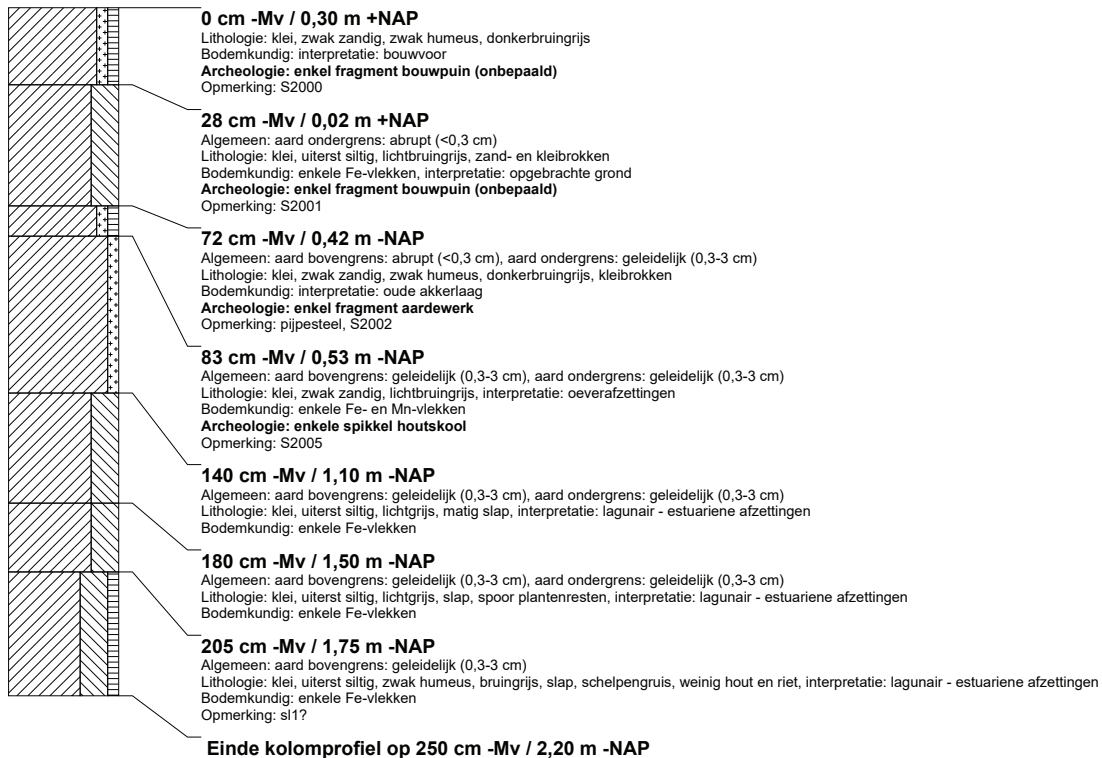 0 cm -Mv / 0,30 m +NAP
Lithologie: klei, zwak zandig, zwak humeus, donkerbruingrijs
Bodemkundig: interpretatie: bouwvoor
Archeologie: enkel fragment bouwpuin (onbepaald)
Opmerking: S2000
28 cm -Mv / 0,02 m +NAP
Algemeen: aard ondergrens: abrupt (<0,3 cm)
Lithologie: klei, uiterst siltig, lichtbruingrijs, zand- en kleibrokken
Bodemkundig: enkele Fe-vlekken, interpretatie: opgebrachte grond
Archeologie: enkel fragment bouwpuin (onbepaald)
Opmerking: S2001
72 cm -Mv / 0,42 m -NAP
Algemeen: aard bovengrens: abrupt (<0,3 cm), aard ondergrens: geleidelijk (0,3-3 cm)
Lithologie: klei, zwak zandig, zwak humeus, donkerbruingrijs, kleibrokken
Bodemkundig: interpretatie: oude akkerlaag
Archeologie: enkel fragment aardewerk
Opmerking: pijpesteel, S2002
83 cm -Mv / 0,53 m -NAP
Algemeen: aard bovengrens: geleidelijk (0,3-3 cm), aard ondergrens: geleidelijk (0,3-3 cm)
Lithologie: klei, zwak zandig, lichtbruingrijs, interpretatie: oeverafzettingen
Bodemkundig: enkele Fe- en Mn-vlekken
Archeologie: enkele spikkel houtskool
Opmerking: S2005
140 cm -Mv / 1,10 m -NAP
Algemeen: aard bovengrens: geleidelijk (0,3-3 cm), aard ondergrens: geleidelijk (0,3-3 cm)
Lithologie: klei, uiterst siltig, lichtgrijs, matig slap, interpretatie: lagunair - estuariene afzettingen
Bodemkundig: enkele Fe-vlekken
180 cm -Mv / 1,50 m -NAP
Algemeen: aard bovengrens: geleidelijk (0,3-3 cm), aard ondergrens: geleidelijk (0,3-3 cm)
Lithologie: klei, uiterst siltig, lichtgrijs, slap, spoor plantenresten, interpretatie: lagunair - estuariene afzettingen
Bodemkundig: enkele Fe-vlekken
205 cm -Mv / 1,75 m -NAP
Algemeen: aard bovengrens: geleidelijk (0,3-3 cm)
Lithologie: klei, uiterst siltig, zwak humeus, bruingrijs, slap, schelpengruis, weinig hout en riet, interpretatie: lagunair - estuariene afzettingen
Bodemkundig: enkele Fe-vlekken
Opmerking: sl1?
Einde kolomprofiel op 250 cm -Mv / 2,20 m -NAP